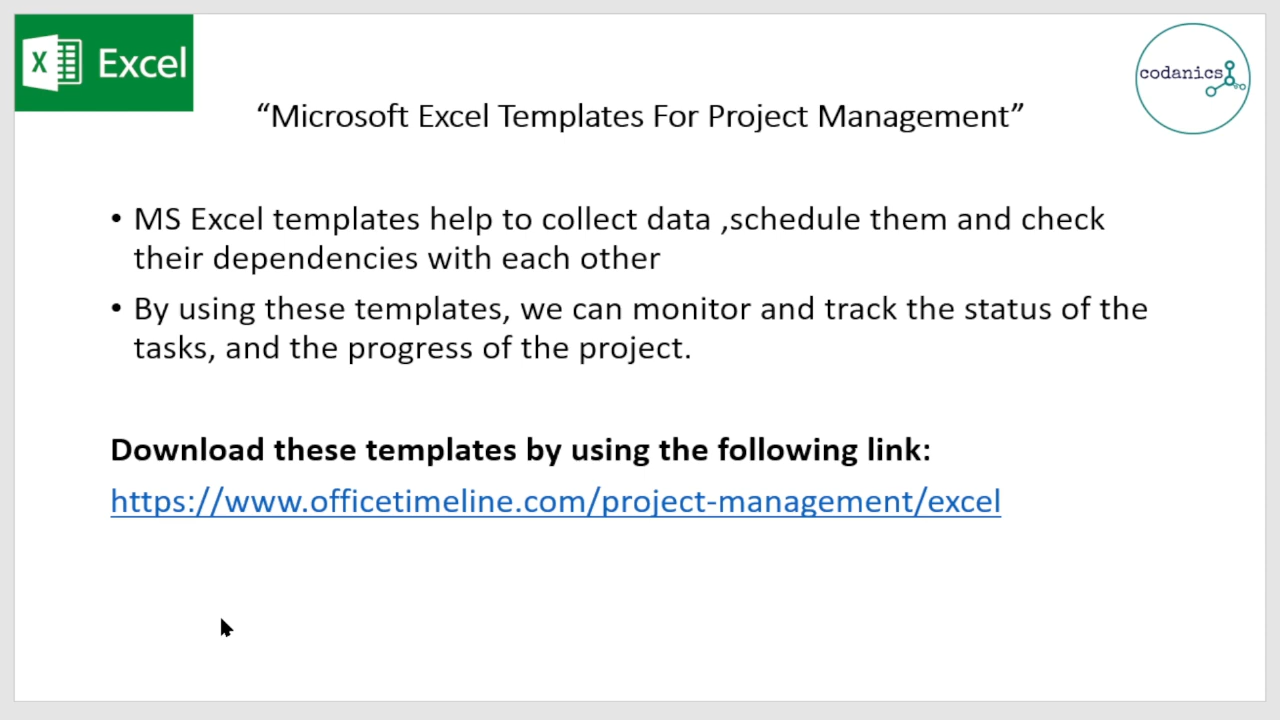 X Excel
codanics
“Microsoft Excel Templates For Project Management”
• MS Excel templates help to collect data ,schedule them and check
their dependencies with each other
• By using these templates, we can monitor and track the status of the
tasks, and the progress of the project.
Download these templates by using the following link:
https://www.officetimeline.com/project-management/excel